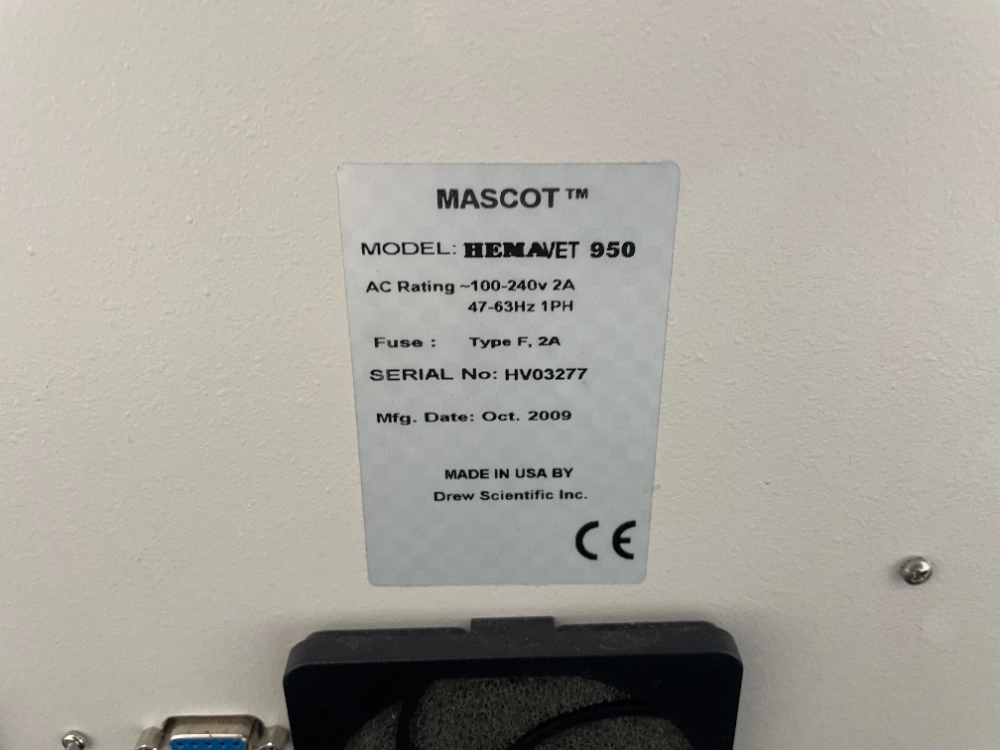 MASCOT™
MODEL: HEMAVET 950
AC Rating ~100-240v 2A
47-63Hz 1PH
Fuse : Type F, 2A
SERIAL No: HV03277
Mfg. Date: Oct. 2009
MADE IN USA BY
Drew Scientific Inc.
CE